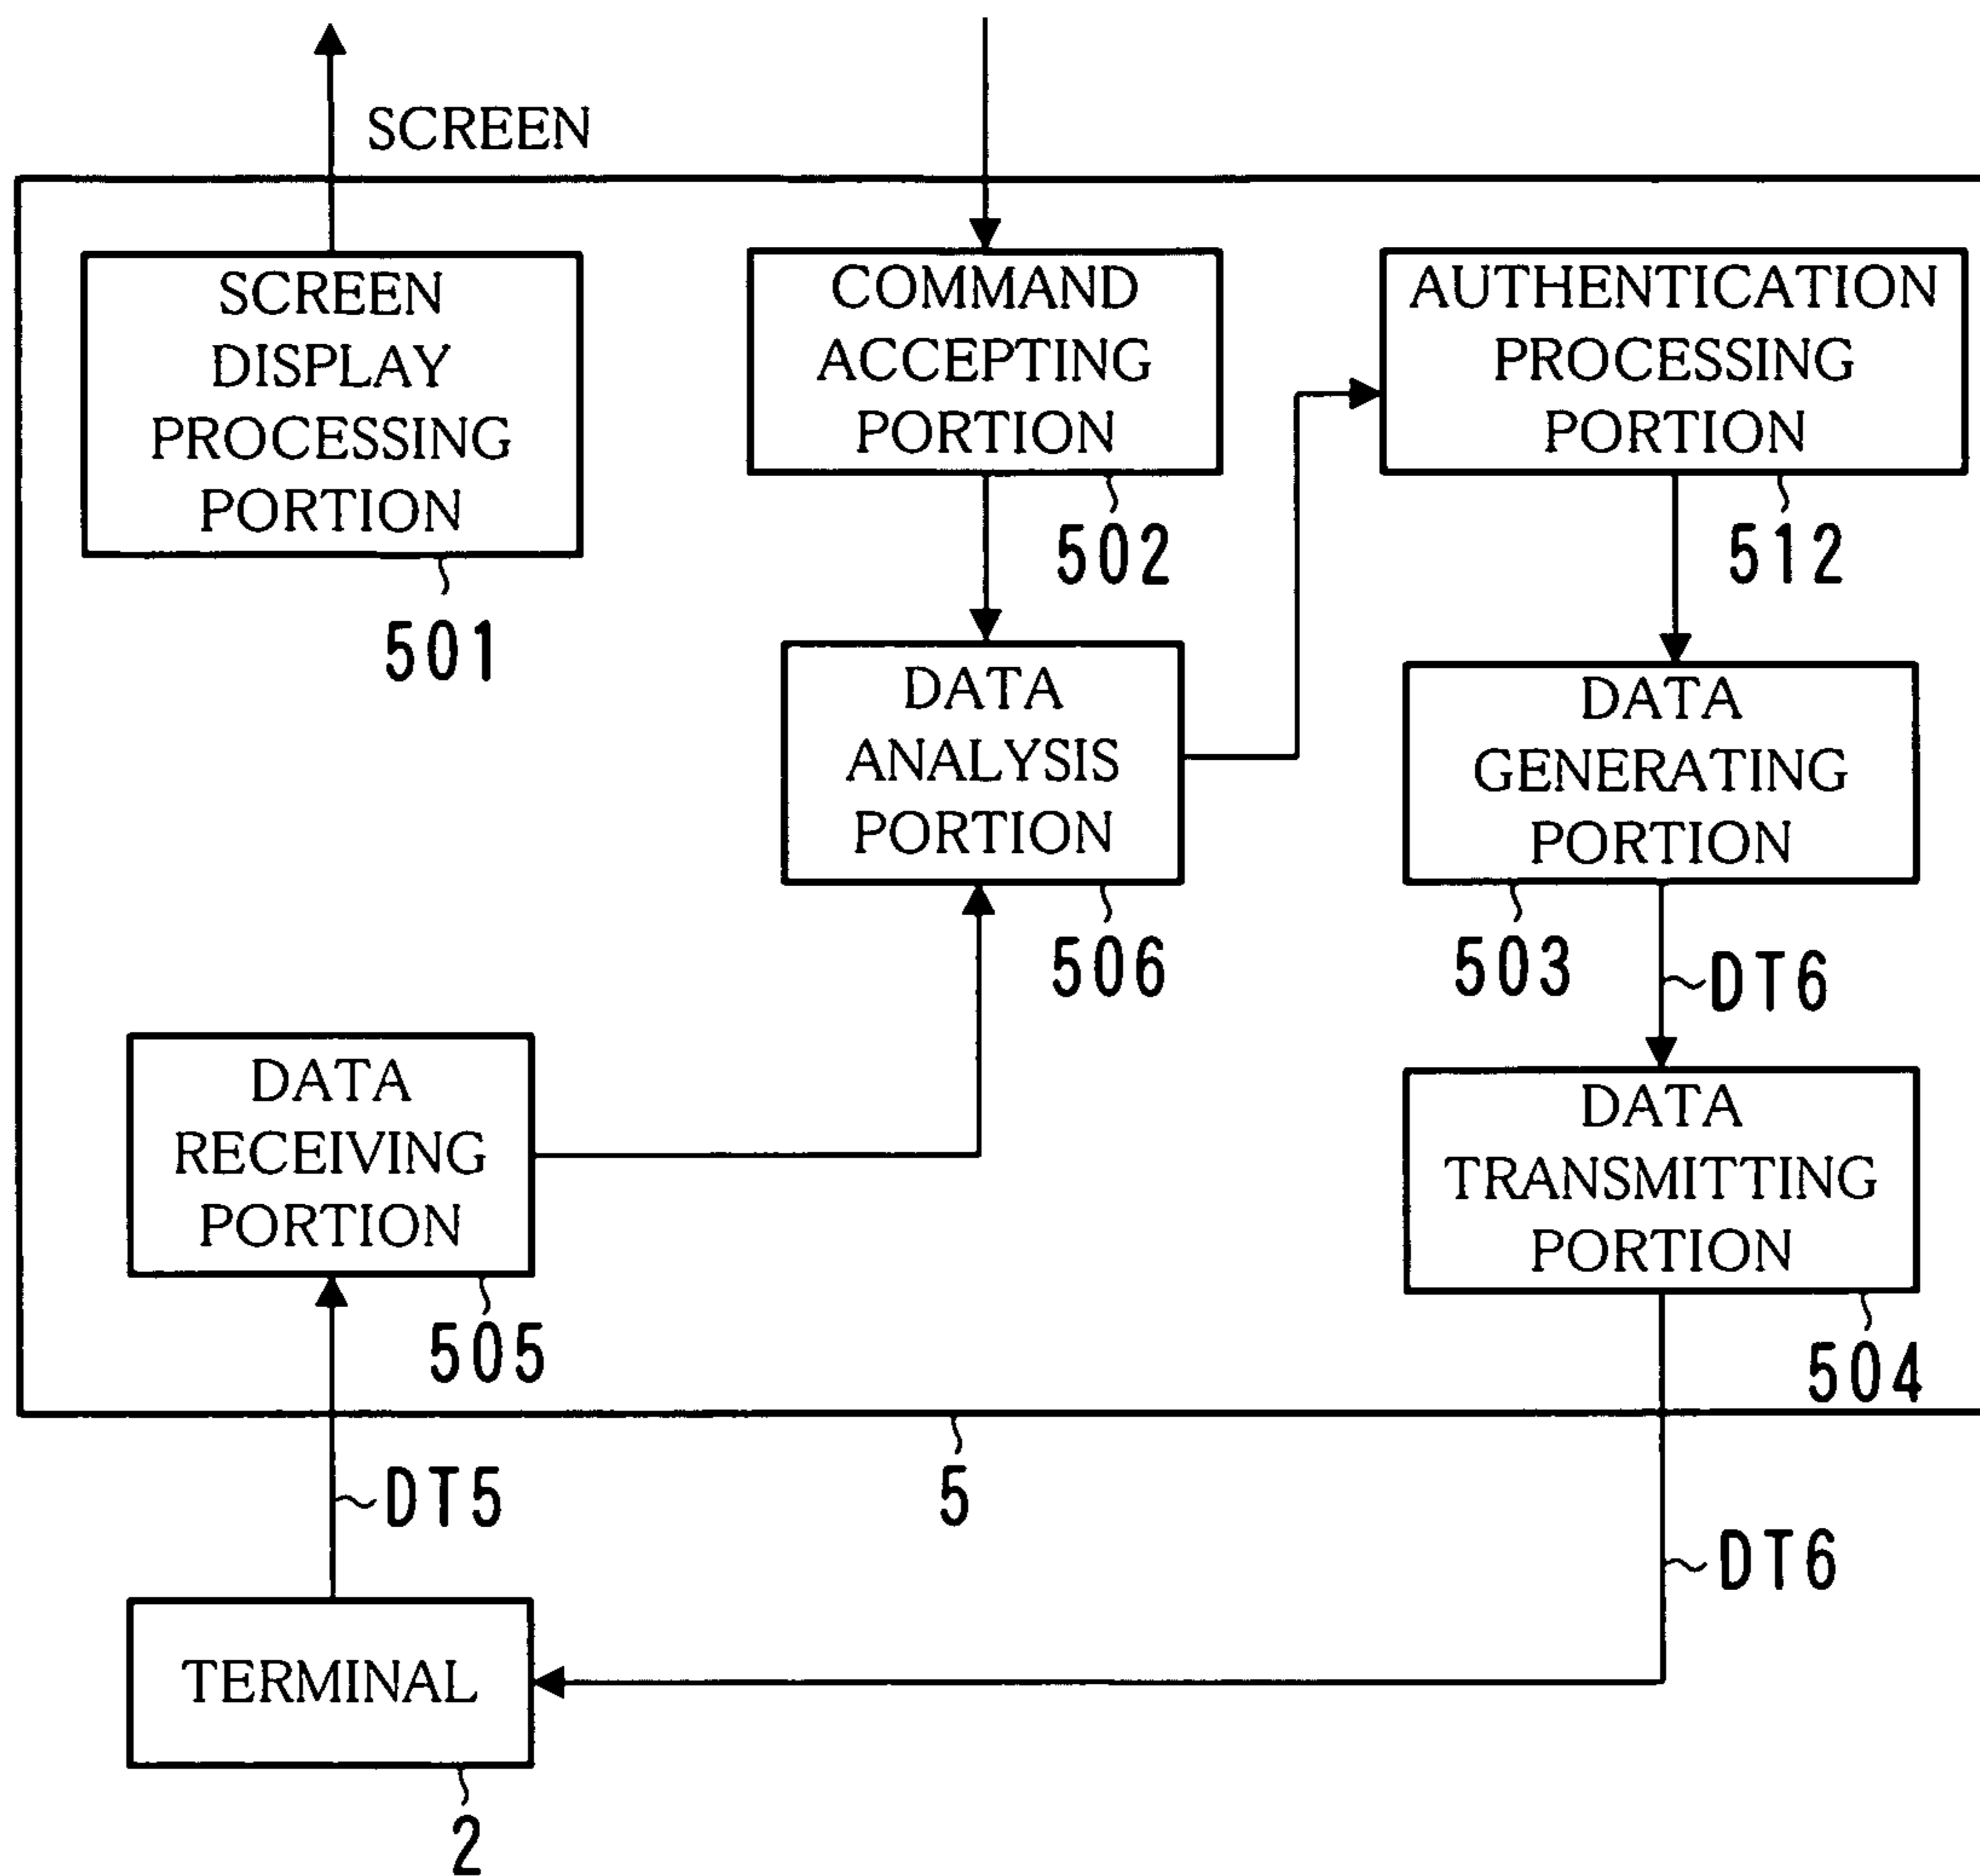 SCREEN
SCREEN
DISPLAY
PROCESSING
PORTION
501
COMMAND
ACCEPTING
PORTION
502
AUTHENTICATION
PROCESSING
PORTION
512
DATA
ANALYSIS
PORTION
506
DATA
GENERATING
PORTION
503
DT6
DATA
RECEIVING
PORTION
505
DATA
TRANSMITTING
PORTION
504
5
DT5
DT6
TERMINAL
2